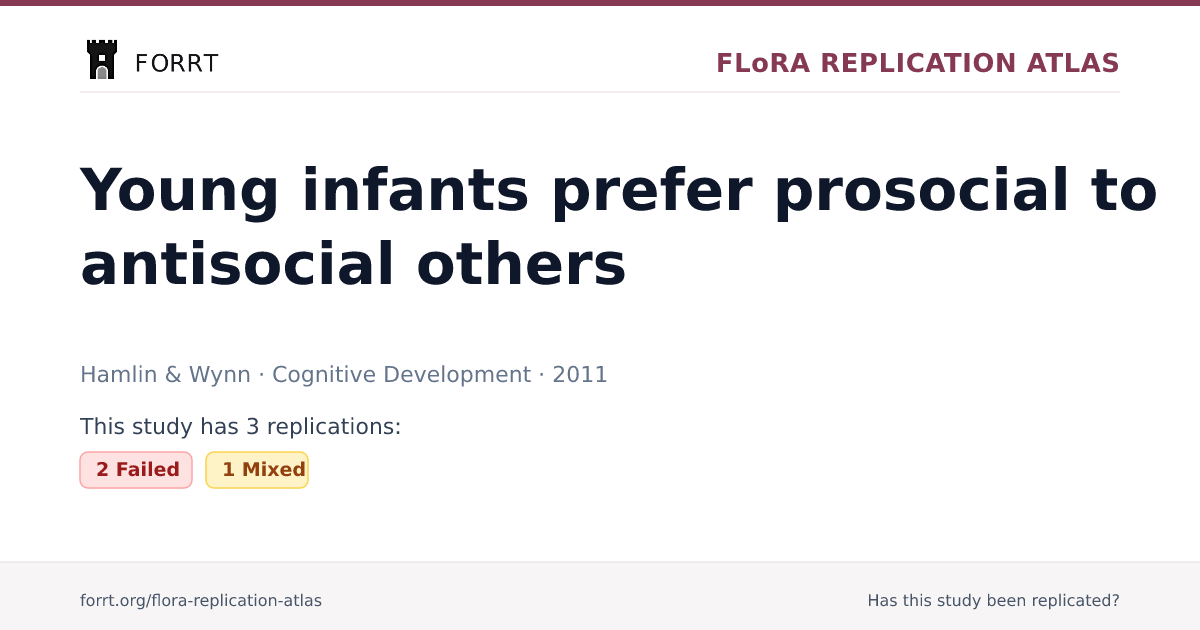 FORRT
FLoRA REPLICATION ATLAS
Young infants prefer prosocial to
antisocial others
Hamlin & Wynn · Cognitive Development · 2011
This study has 3 replications:
2 Failed
1 Mixed
forrt.org/flora-replication-atlas
Has this study been replicated?